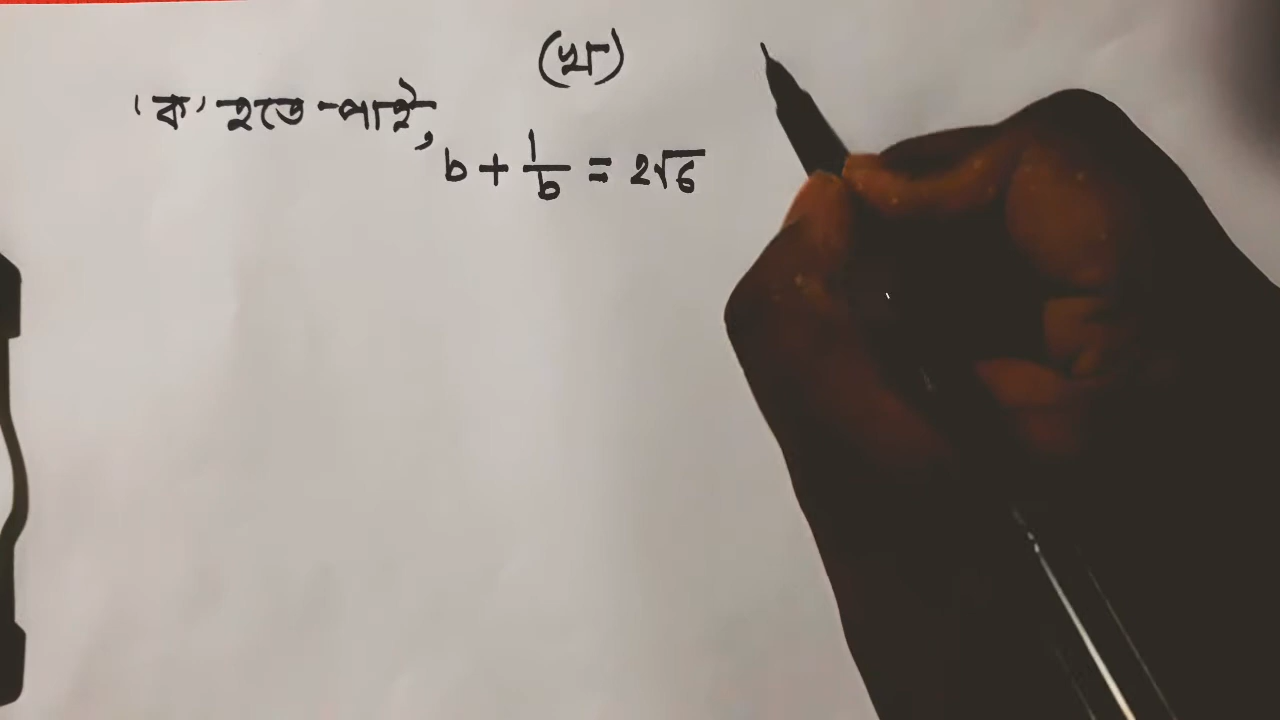 (খ)
'ক' হতে পাই,
b + 1/b = 2√6